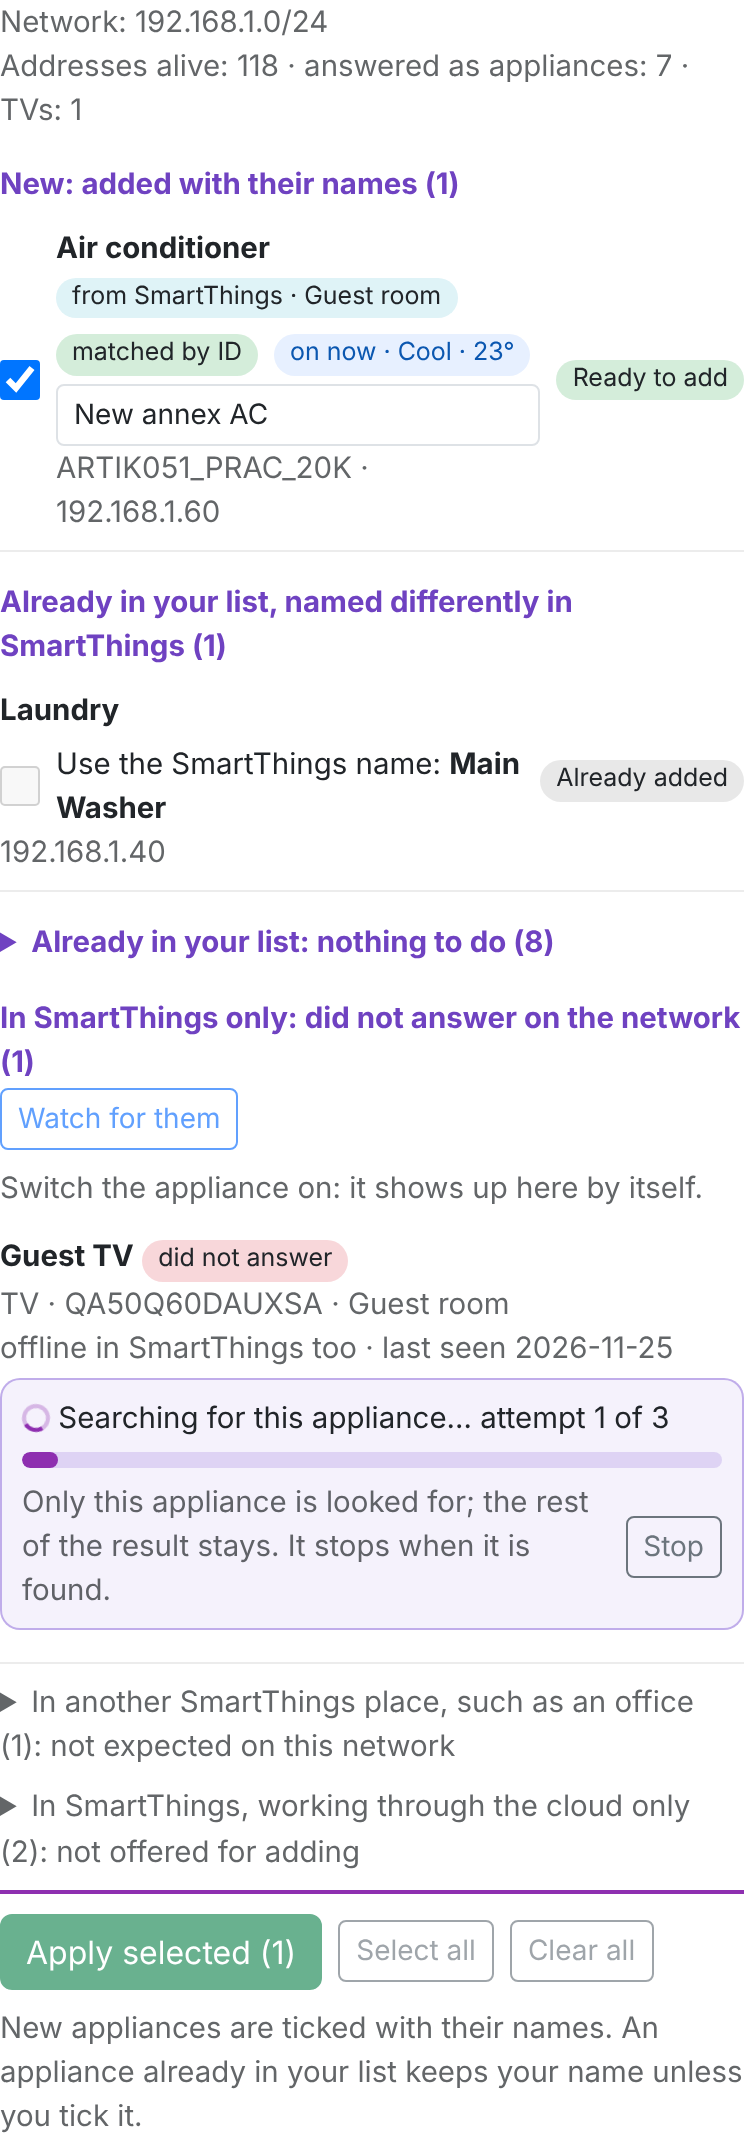 Network: 192.168.1.0/24
Addresses alive: 118 · answered as appliances: 7 ·
TVs: 1
New: added with their names (1)
Air conditioner
from SmartThings · Guest room
matched by ID on now · Cool · 23°
Ready to add
New annex AC
ARTIK051_PRAC_20K ·
192.168.1.60
Already in your list, named differently in
SmartThings (1)
Laundry
Use the SmartThings name: Main
Washer
Already added
192.168.1.40
Already in your list: nothing to do (8)
In SmartThings only: did not answer on the network
(1)
Watch for them
Switch the appliance on: it shows up here by itself.
Guest TV did not answer
TV · QA50Q60DAUXSA · Guest room
offline in SmartThings too · last seen 2026-11-25
Searching for this appliance... attempt 1 of 3
Only this appliance is looked for; the rest
of the result stays. It stops when it is
found.
Stop
In another SmartThings place, such as an office
(1): not expected on this network
In SmartThings, working through the cloud only
(2): not offered for adding
Apply selected (1) Select all Clear all
New appliances are ticked with their names. An
appliance already in your list keeps your name unless
you tick it.